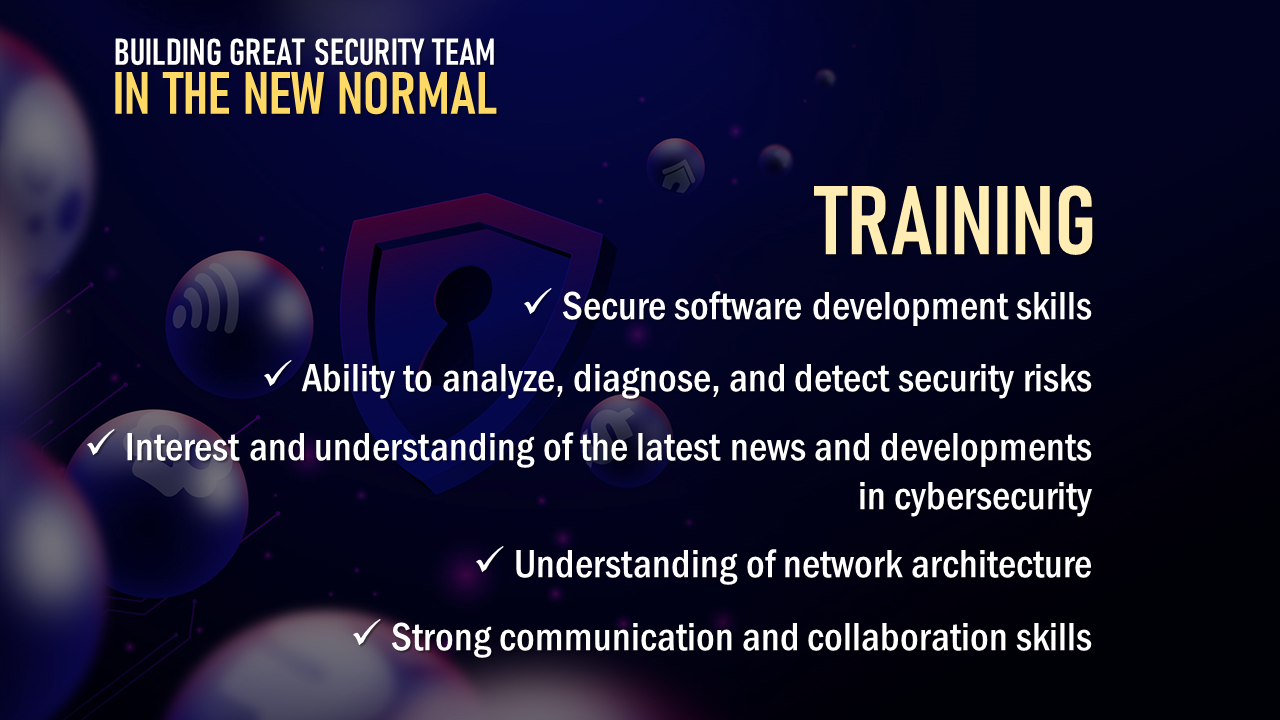 BUILDING GREAT SECURITY TEAM
IN THE NEW NORMAL
TRAINING
✓ Secure software development skills
✓ Ability to analyze, diagnose, and detect security risks
✓ Interest and understanding of the latest news and developments
in cybersecurity
✓ Understanding of network architecture
✓ Strong communication and collaboration skills